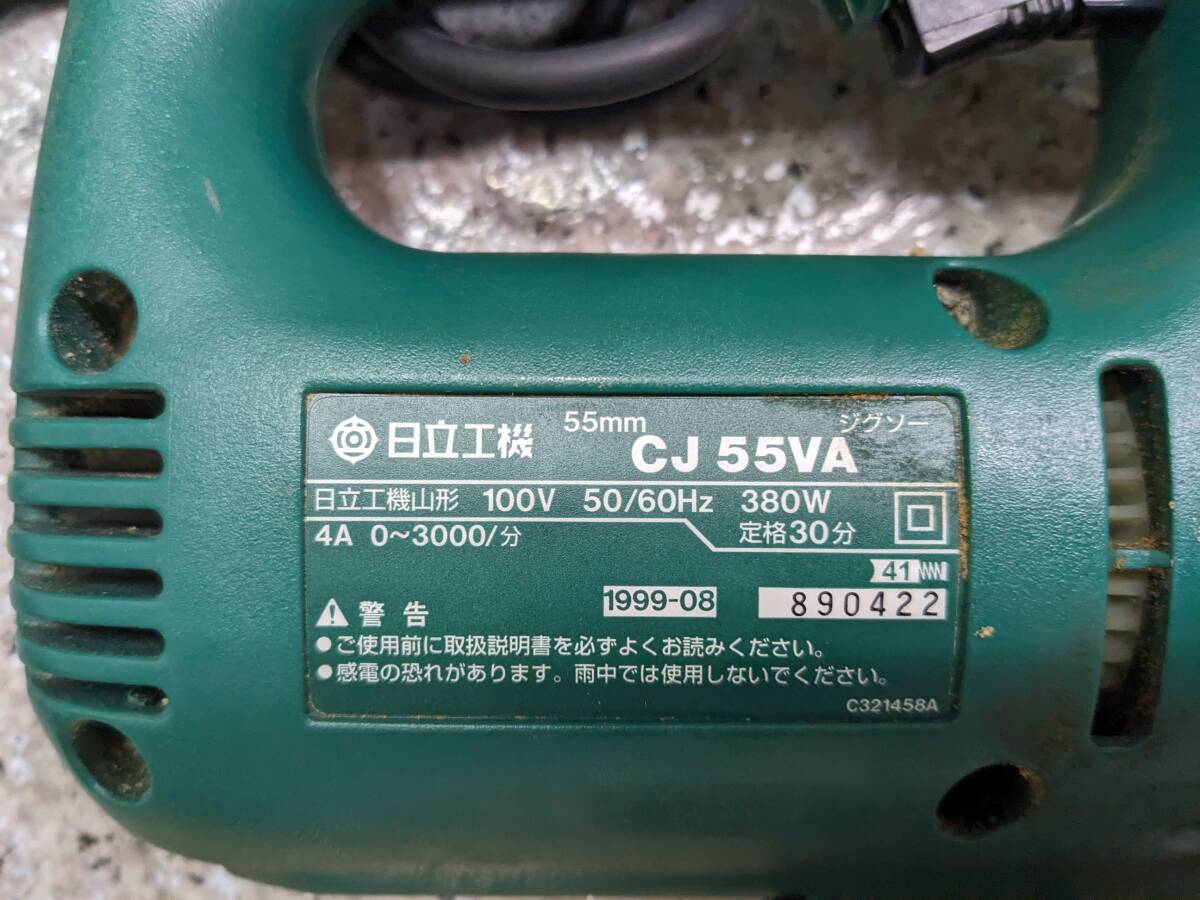 日立工機 55mm CJ 55VA ジグソー
日立工機山形 100V 50/60Hz 380W
4A 0~3000/分 定格30分
41
1999-08 890422
⚠ 警告
●ご使用前に取扱説明書を必ずよくお読みください。
●感電の恐れがあります。雨中では使用しないでください。
C321458A